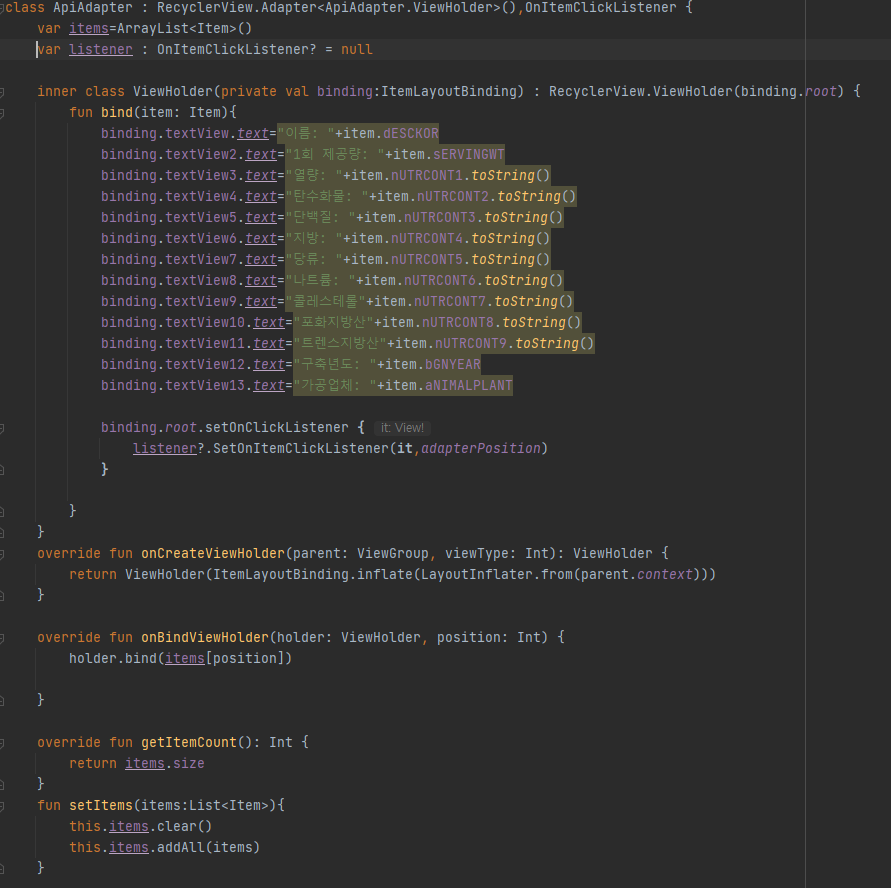 class ApiAdapter : RecyclerView.Adapter<ApiAdapter.ViewHolder>(),OnItemClickListener {
var items=ArrayList<Item>()
var listener : OnItemClickListener? = null
inner class ViewHolder(private val binding:ItemLayoutBinding) : RecyclerView.ViewHolder(binding.root) {
fun bind(item: Item){
binding.textView.text="이름: "+item.dESCKOR
binding.textView2.text="1회 제공량: "+item.sERVINGWT
binding.textView3.text="열량: "+item.nUTRCONT1.toString()
binding.textView4.text="탄수화물: "+item.nUTRCONT2.toString()
binding.textView5.text="단백질: "+item.nUTRCONT3.toString()
binding.textView6.text="지방: "+item.nUTRCONT4.toString()
binding.textView7.text="당류: "+item.nUTRCONT5.toString()
binding.textView8.text="나트륨: "+item.nUTRCONT6.toString()
binding.textView9.text="콜레스테롤"+item.nUTRCONT7.toString()
binding.textView10.text="포화지방산"+item.nUTRCONT8.toString()
binding.textView11.text="트랜스지방산"+item.nUTRCONT9.toString()
binding.textView12.text="구축년도: "+item.bGNYEAR
binding.textView13.text="가공업체: "+item.aNIMALPLANT
binding.root.setOnClickListener { it: View!
listener?.SetOnItemClickListener(it,adapterPosition)
}
}
}
override fun onCreateViewHolder(parent: ViewGroup, viewType: Int): ViewHolder {
return ViewHolder(ItemLayoutBinding.inflate(LayoutInflater.from(parent.context)))
}
override fun onBindViewHolder(holder: ViewHolder, position: Int) {
holder.bind(items[position])
}
override fun getItemCount(): Int {
return items.size
}
fun setItems(items:List<Item>){
this.items.clear()
this.items.addAll(items)
}